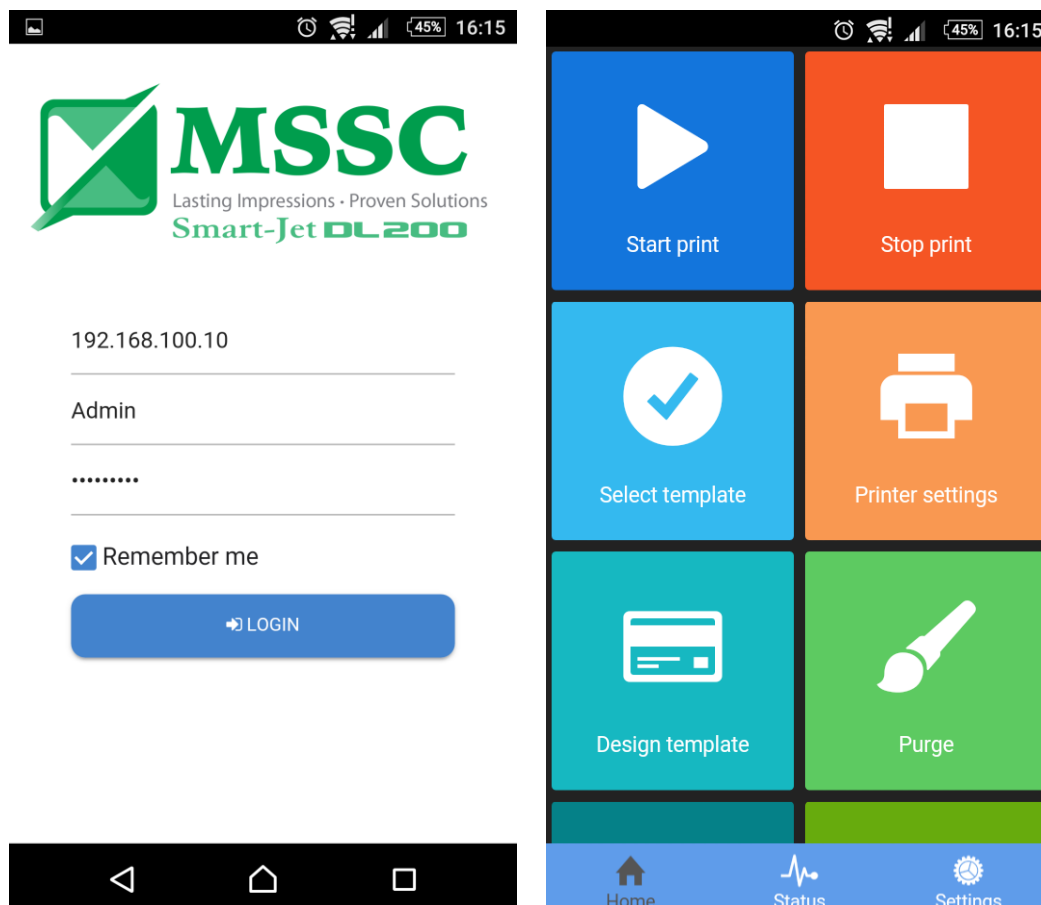 45% 16:15
MSSC
Lasting Impressions · Proven Solutions
Smart-Jet DL200
192.168.100.10
Admin
•••••••••
Remember me
LOGIN
45% 16:15
Start print
Stop print
Select template
Printer settings
Design template
Purge
Home
Status
Settings